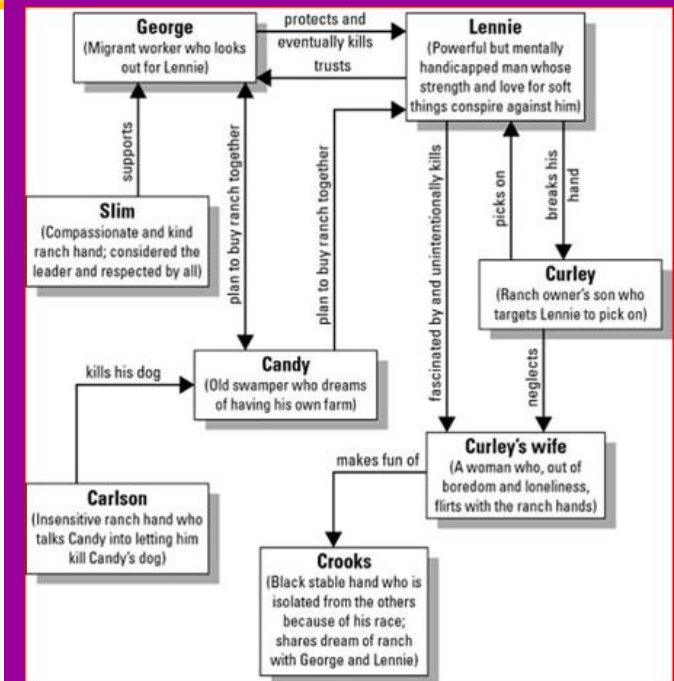 George
(Migrant worker who looks
out for Lennie)
protects and
eventually kills
trusts
Lennie
(Powerful but mentally
handicapped man whose
strength and love for soft
things conspire against him)
supports
plan to buy ranch together
plan to buy ranch together
fascinated by and unintentionally kills
picks on
breaks his
hand
Slim
(Compassionate and kind
ranch hand; considered the
leader and respected by all)
Curley
(Ranch owner's son who
targets Lennie to pick on)
kills his dog
Candy
(Old swamper who dreams
of having his own farm)
neglects
Carlson
(Insensitive ranch hand who
talks Candy into letting him
kill Candy's dog)
makes fun of
Curley's wife
(A woman who, out of
boredom and loneliness,
flirts with the ranch hands)
Crooks
(Black stable hand who is
isolated from the others
because of his race;
shares dream of ranch
with George and Lennie)